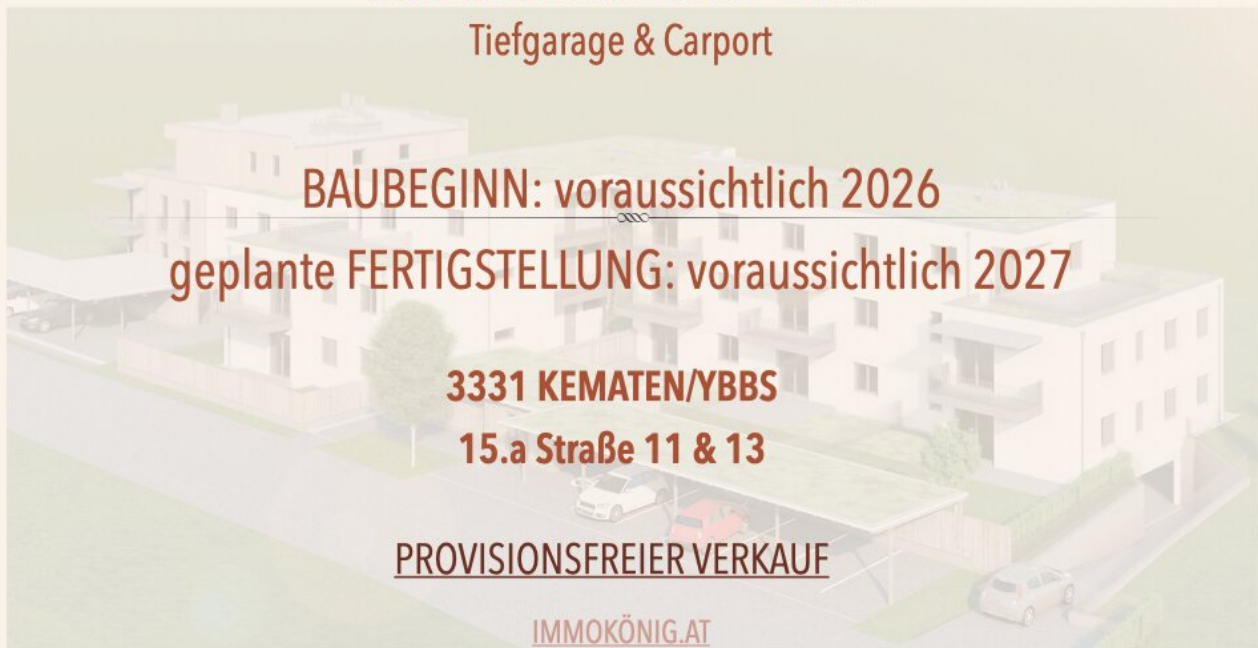 Tiefgarage & Carport
BAUBEGINN: voraussichtlich 2026
geplante FERTIGSTELLUNG: voraussichtlich 2027
3331 KEMATEN/YBBS
15.a Straße 11 & 13
PROVISIONSFREIER VERKAUF
IMMOKÖNIG.AT